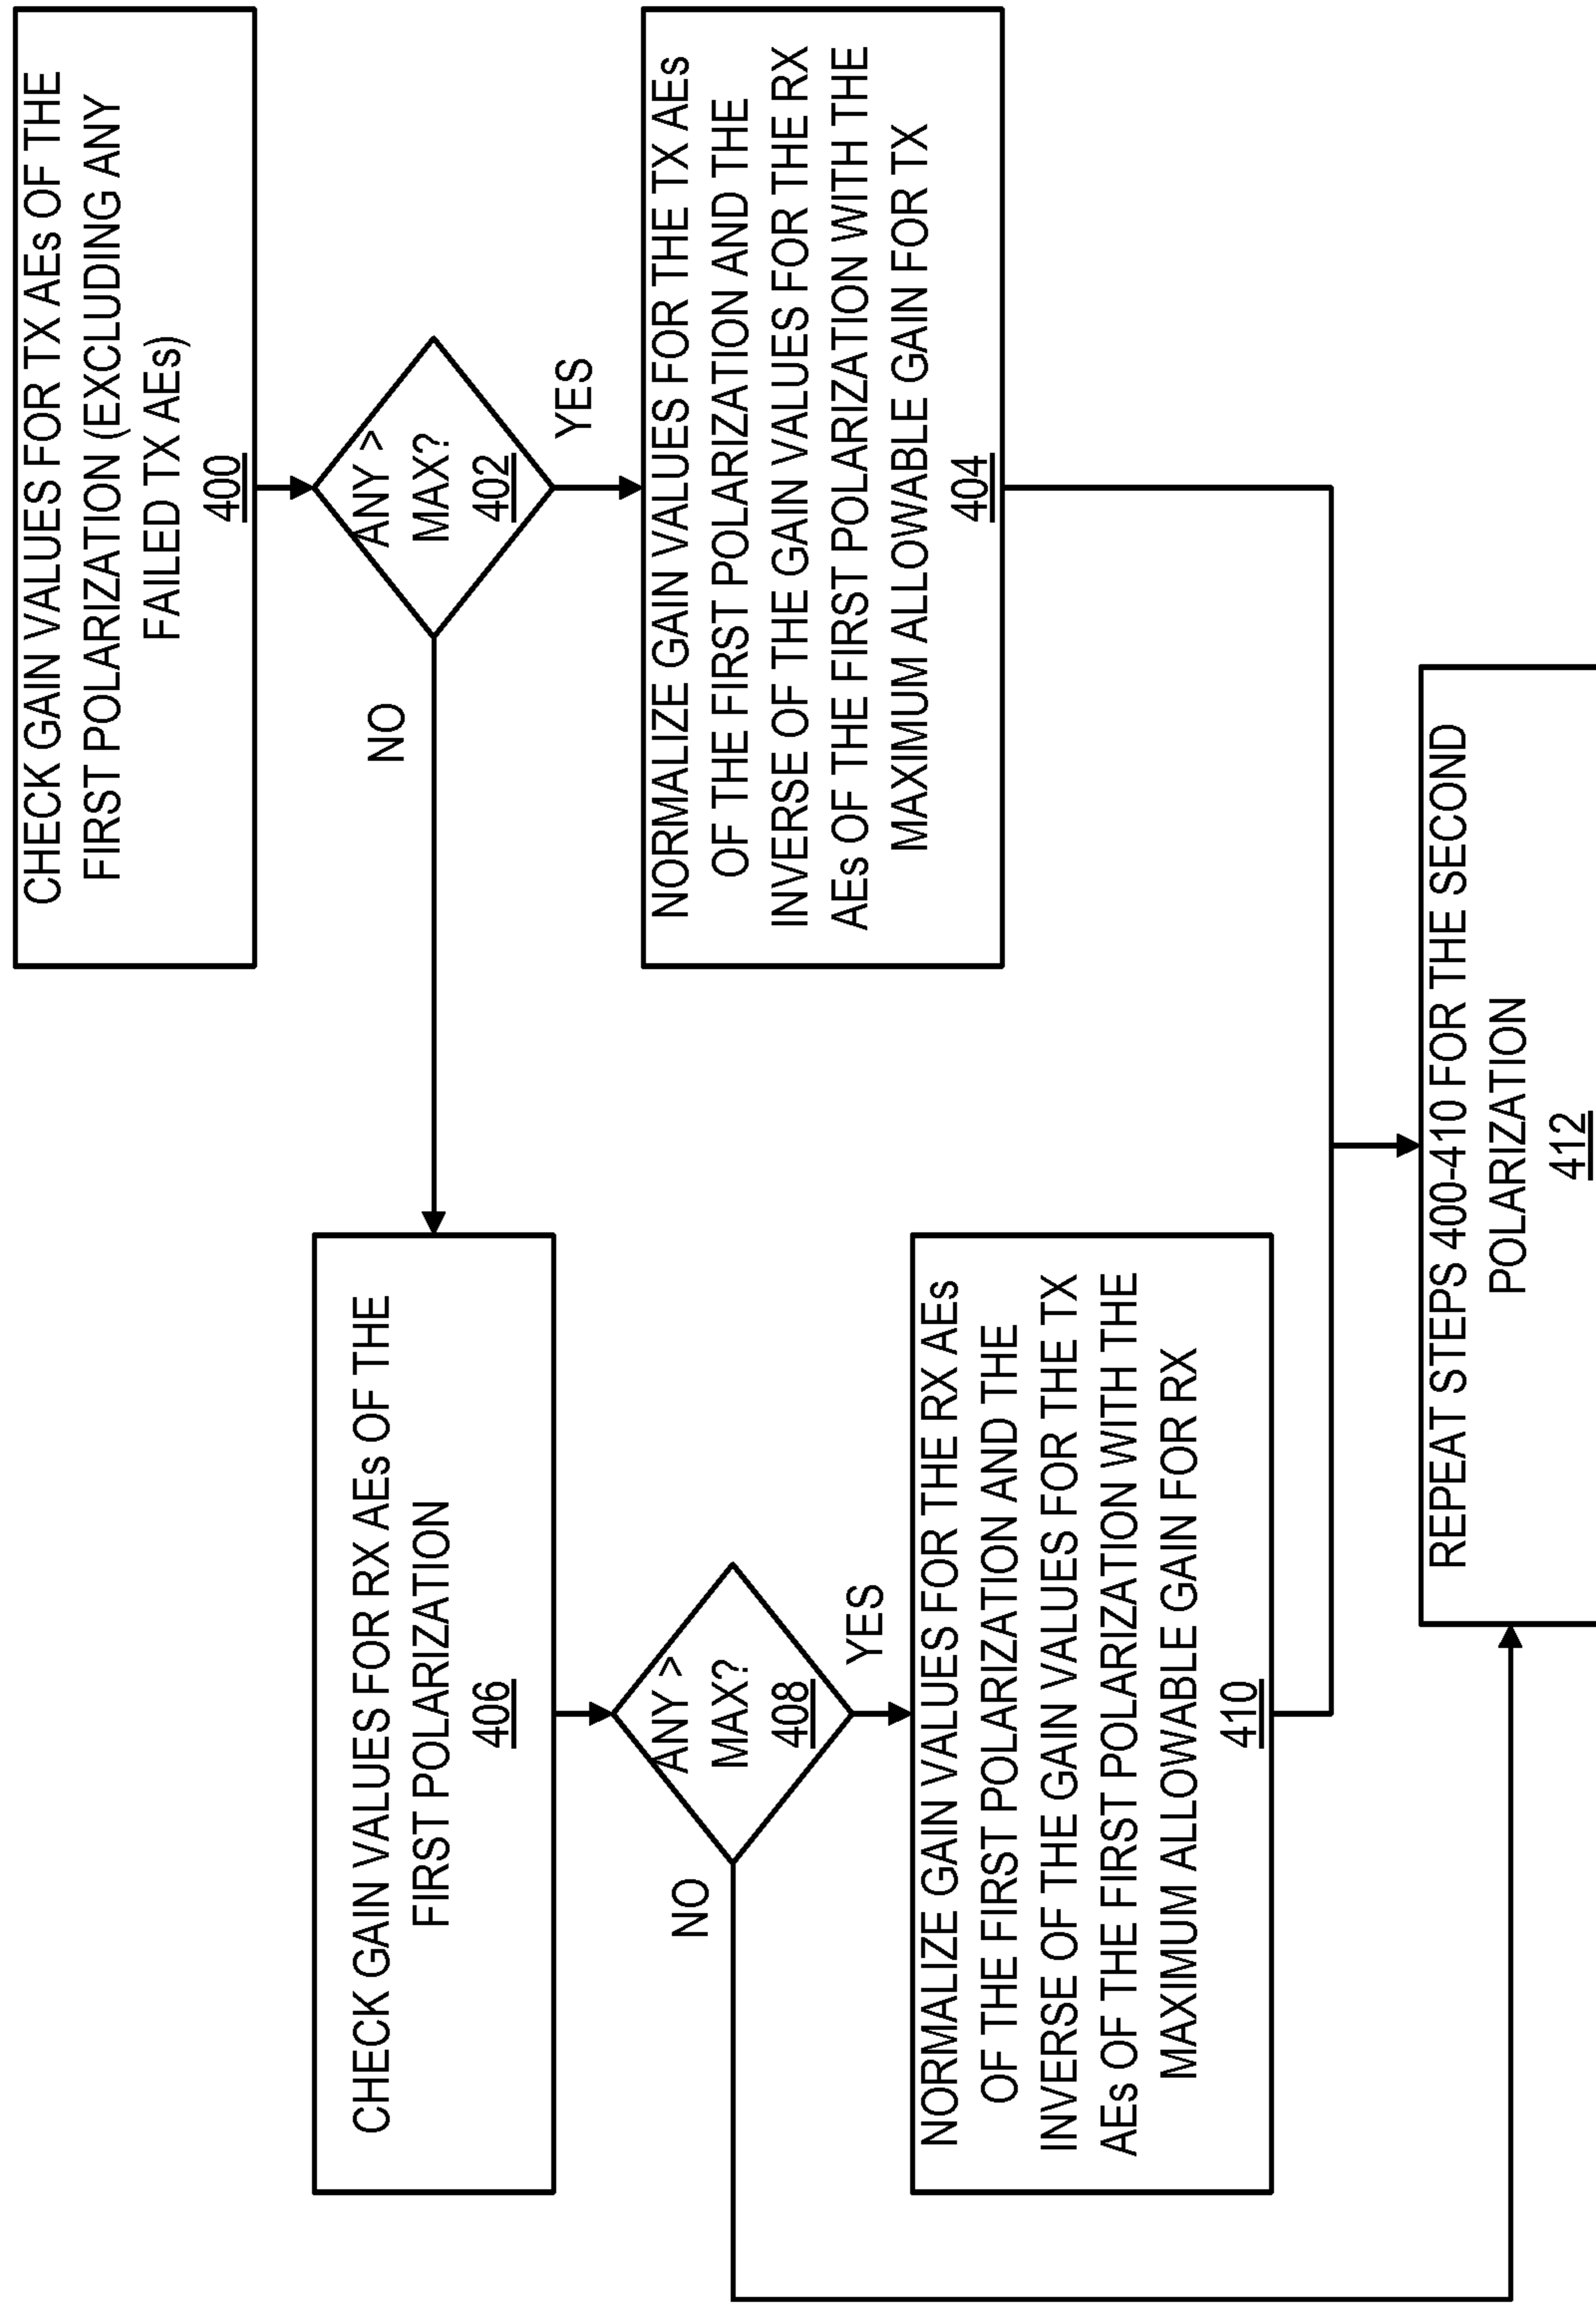 CHECK GAIN VALUES FOR TX AEs OF THE
FIRST POLARIZATION (EXCLUDING ANY
FAILED TX AEs)
400
ANY >
MAX?
402
YES
NO
NORMALIZE GAIN VALUES FOR THE TX AEs
OF THE FIRST POLARIZATION AND THE
INVERSE OF THE GAIN VALUES FOR THE RX
AEs OF THE FIRST POLARIZATION WITH THE
MAXIMUM ALLOWABLE GAIN FOR TX
404
CHECK GAIN VALUES FOR RX AEs OF THE
FIRST POLARIZATION
406
ANY >
MAX?
408
YES
NO
NORMALIZE GAIN VALUES FOR THE RX AEs
OF THE FIRST POLARIZATION AND THE
INVERSE OF THE GAIN VALUES FOR THE TX
AEs OF THE FIRST POLARIZATION WITH THE
MAXIMUM ALLOWABLE GAIN FOR RX
410
REPEAT STEPS 400-410 FOR THE SECOND
POLARIZATION
412